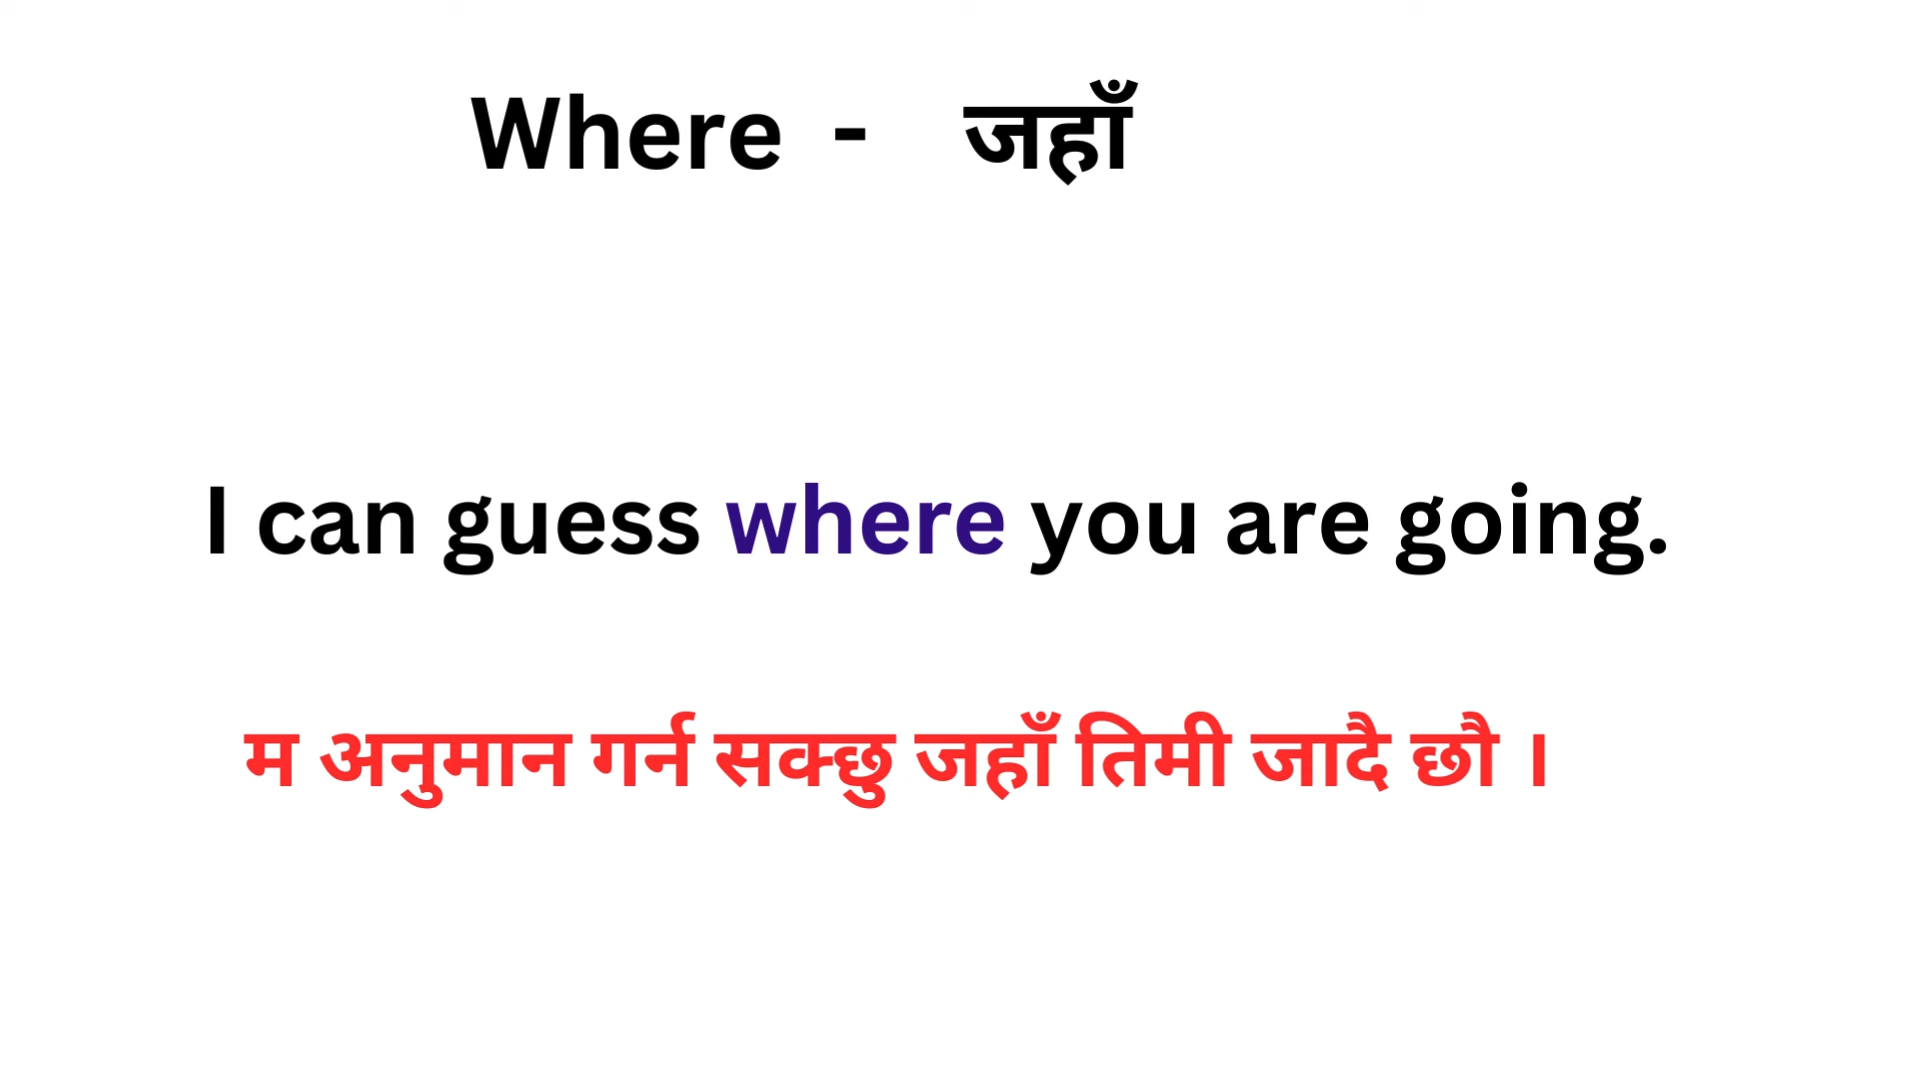 Where - जहाँ
I can guess where you are going.
म अनुमान गर्न सक्छु जहाँ तिमी जादै छौ ।